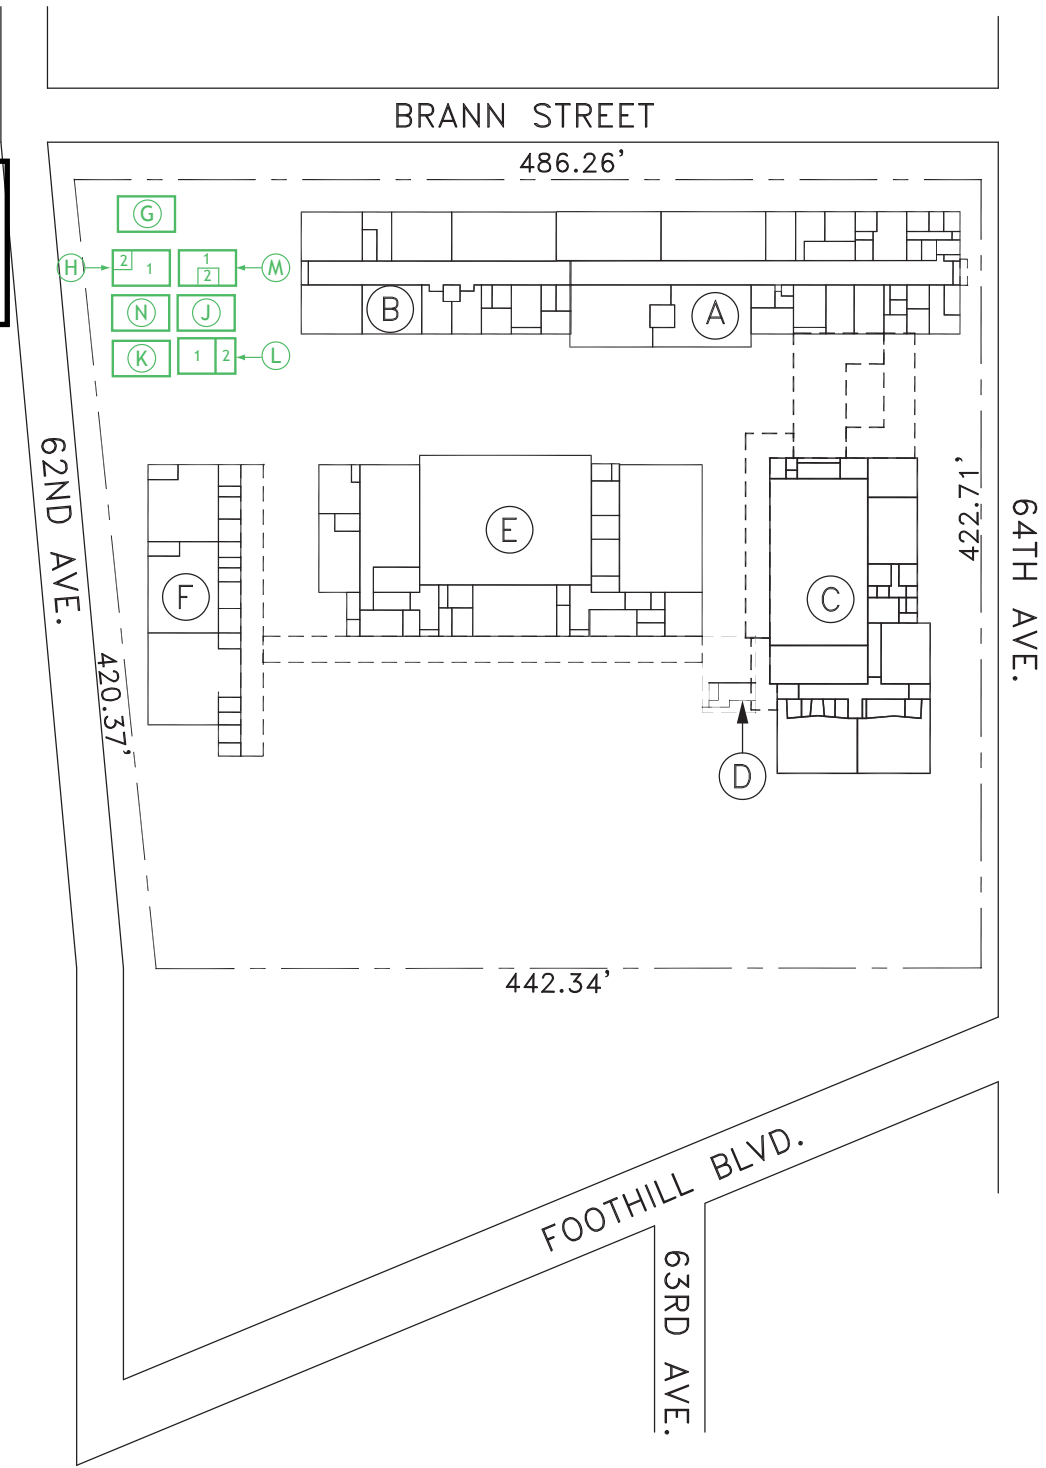 BRANN STREET
486.26'
G
H
2
1
1
2
M
N
J
K
1
2
L
B
A
62ND AVE.
422.71'
64TH AVE.
E
F
C
420.37'
D
442.34'
FOOTHILL BLVD.
63RD AVE.